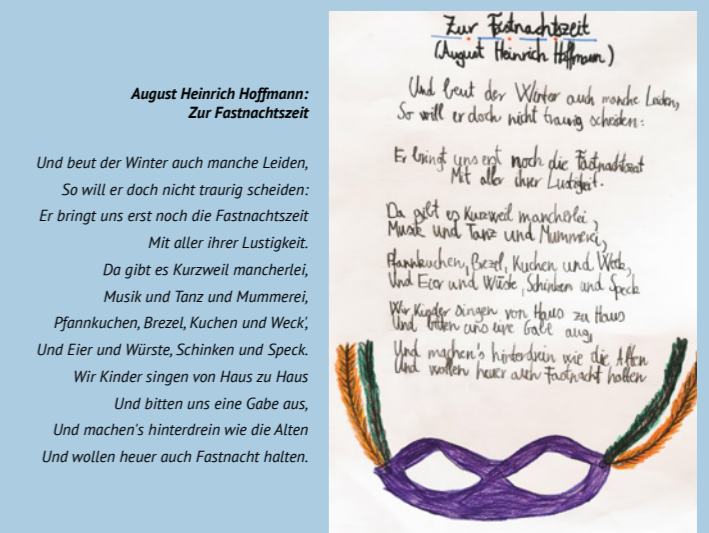 August Heinrich Hoffmann:
Zur Fastnachtszeit
Und beut der Winter auch manche Leiden,
So will er doch nicht traurig scheiden:
Er bringt uns erst noch die Fastnachtszeit
Mit aller ihrer Lustigkeit.
Da gibt es Kurzweil mancherlei,
Musik und Tanz und Mummerei,
Pfannkuchen, Brezel, Kuchen und Weck',
Und Eier und Würste, Schinken und Speck.
Wir Kinder singen von Haus zu Haus
Und bitten uns eine Gabe aus,
Und machen's hinterdrein wie die Alten
Und wollen heuer auch Fastnacht halten.
Zur Fastnachtszeit
(August Heinrich Hoffmann)
Und beut der Winter auch manche Leiden,
So will er doch nicht traurig scheiden:
Er bringt uns erst noch die Fastnachtszeit
Mit aller ihrer Lustigkeit.
Da gibt es Kurzweil mancherlei,
Musik und Tanz und Mummerei,
Pfannkuchen, Brezel, Kuchen und Weck,
Und Eier und Würste, Schinken und Speck
Wir Kinder singen von Haus zu Haus
Und bitten uns eine Gabe aus,
Und machen's hinterdrein wie die Alten
Und wollen heuer auch Fastnacht halten